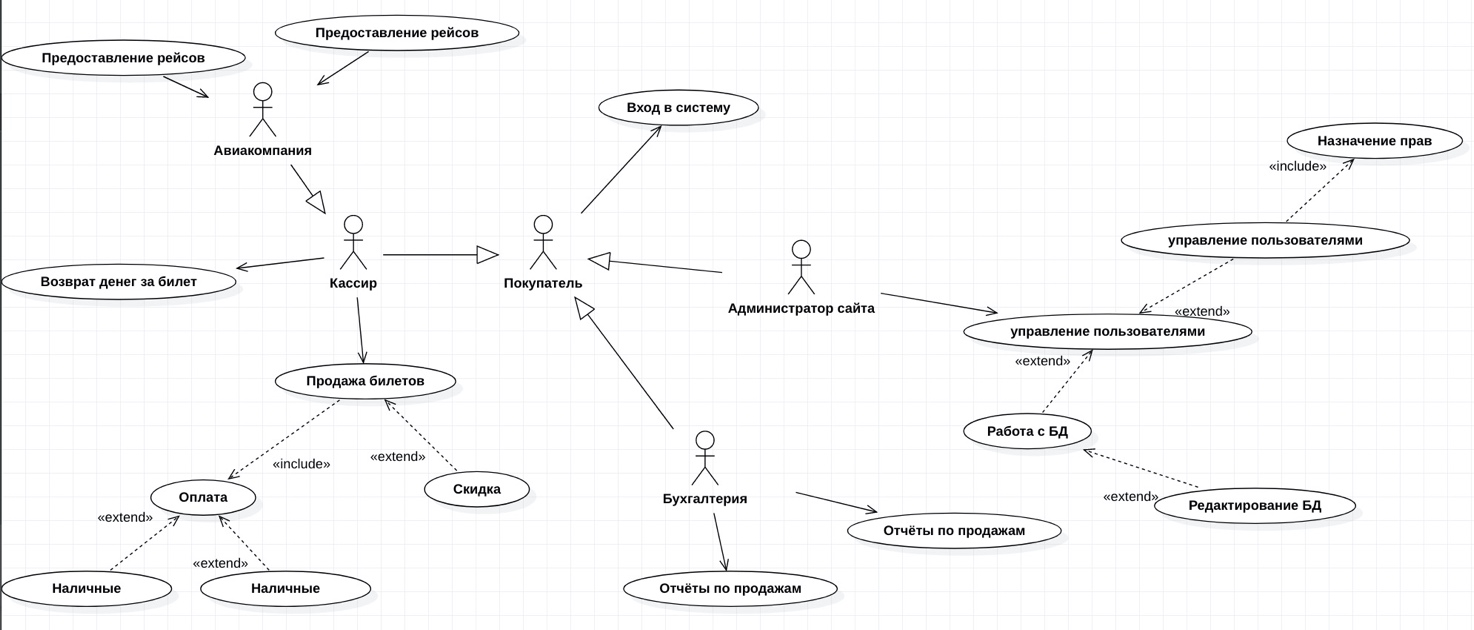 Предоставление рейсов
Предоставление рейсов
Вход в систему
Авиакомпания
Назначение прав
«include»
управление пользователями
Возврат денег за билет
Кассир
Покупатель
Администратор сайта
«extend»
управление пользователями
«extend»
Продажа билетов
Работа с БД
«include»
«extend»
Скидка
Оплата
Бухгалтерия
«extend»
Редактирование БД
«extend»
Отчёты по продажам
«extend»
Наличные
Наличные
Отчёты по продажам